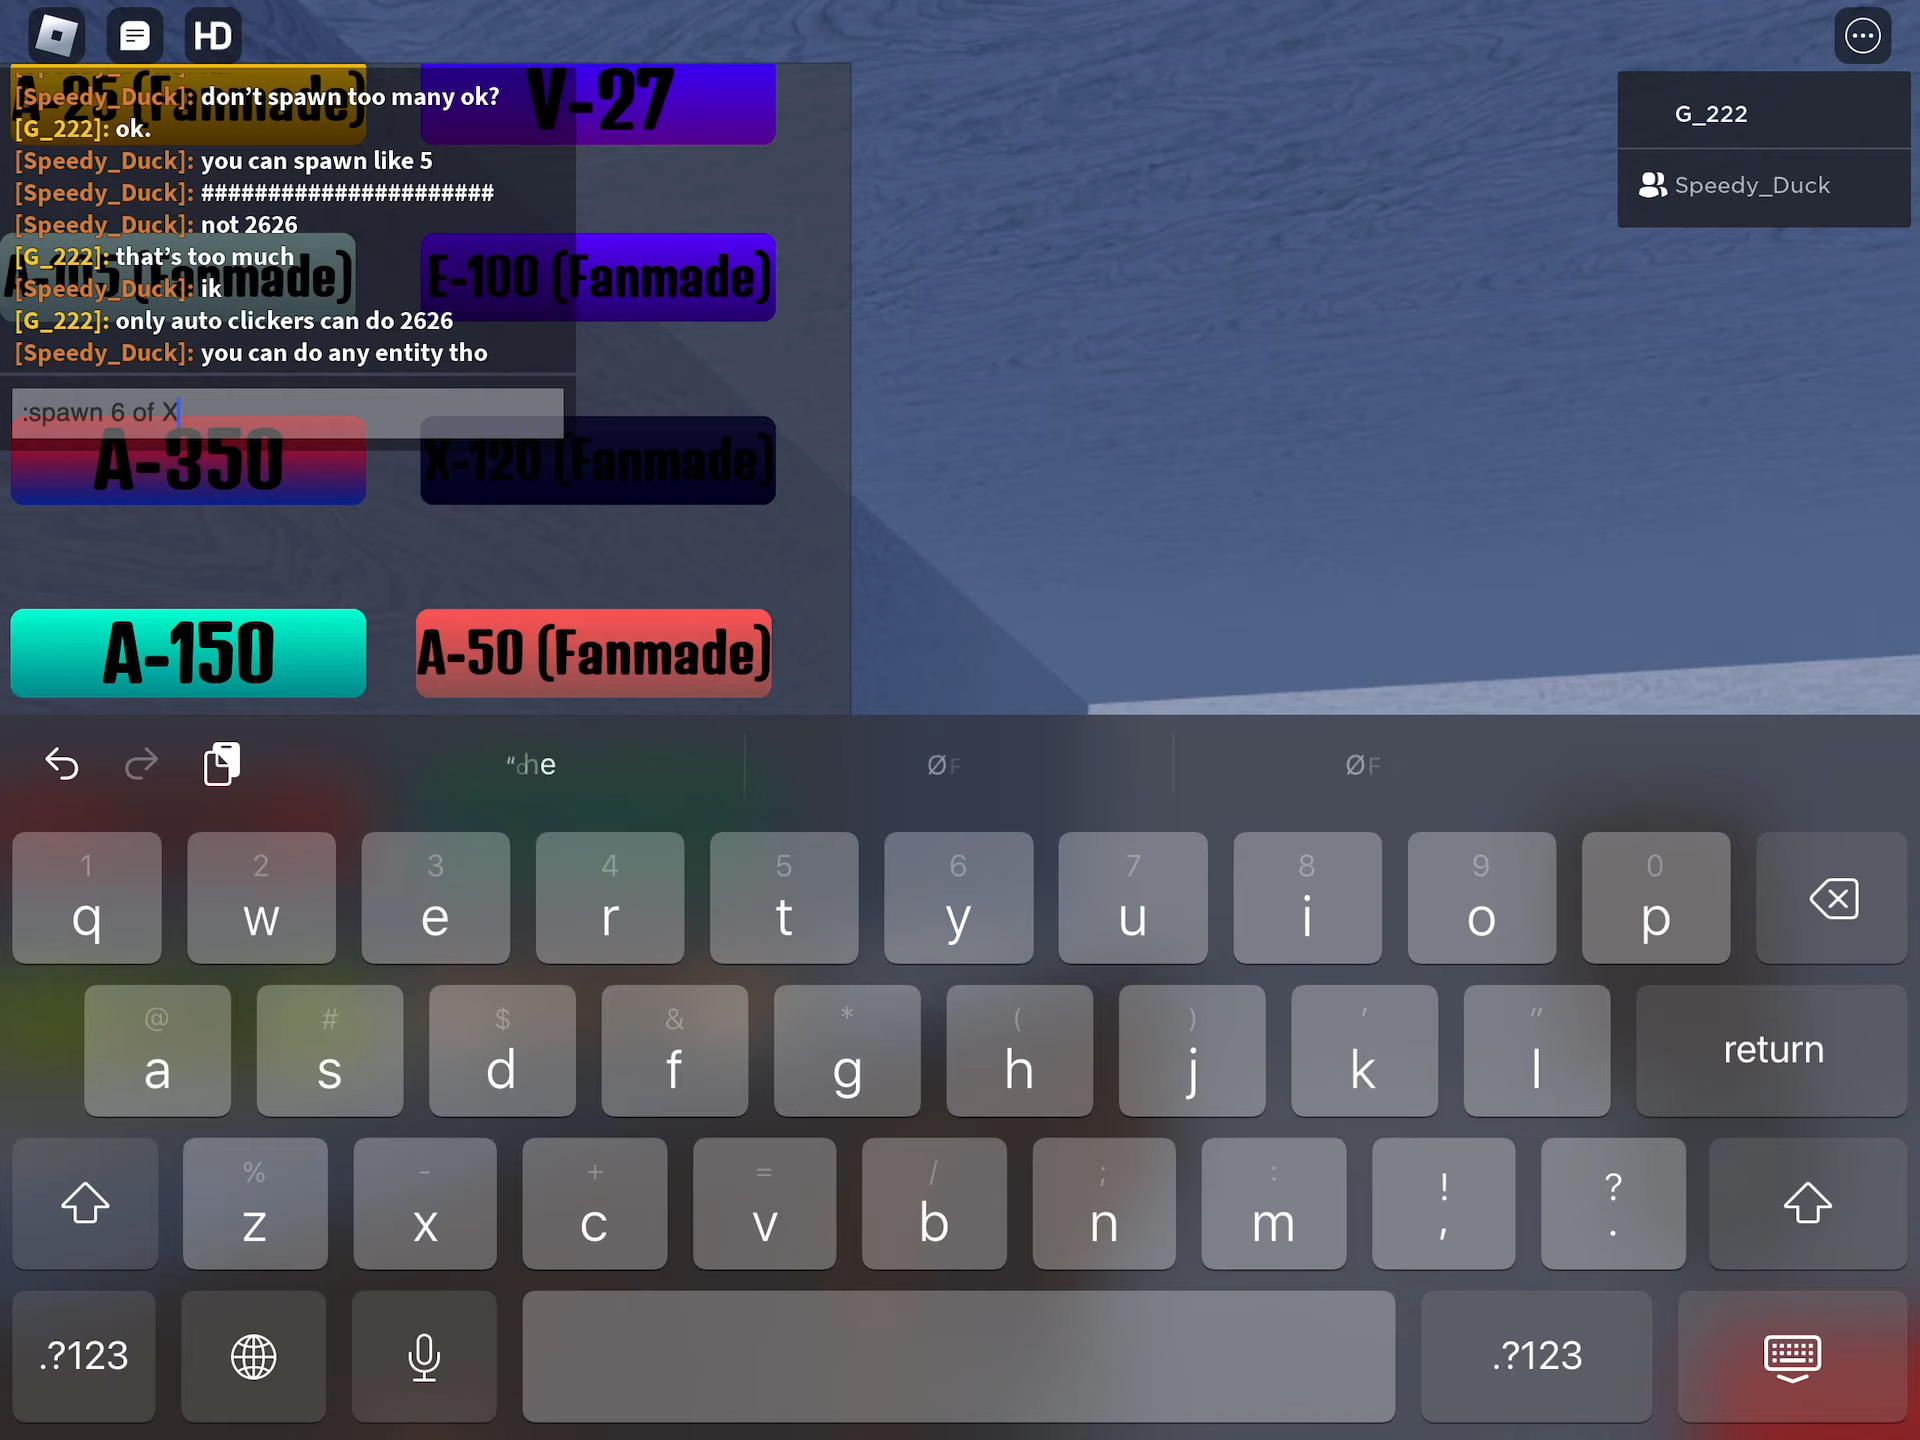 HD
A-25 (Fanmade)
V-27
[Speedy_Duck]: don't spawn too many ok?
[G_222]: ok.
[Speedy_Duck]: you can spawn like 5
[Speedy_Duck]: ######################
[Speedy_Duck]: not 2626
[G_222]: that's too much
[Speedy_Duck]: ik
[G_222]: only auto clickers can do 2626
[Speedy_Duck]: you can do any entity tho
(Fanmade)
E-100 (Fanmade)
:spawn 6 of X
A-350
X-120 (Fanmade)
A-150
A-50 (Fanmade)
G_222
Speedy_Duck
1 2 3 4 5 6 7 8 9 0
q w e r t y u i o p
@ # $ & * ( ) ' "
a s d f g h j k l return
% - + = / ; : ! ?
z x c v b n m , .
.?123 .?123